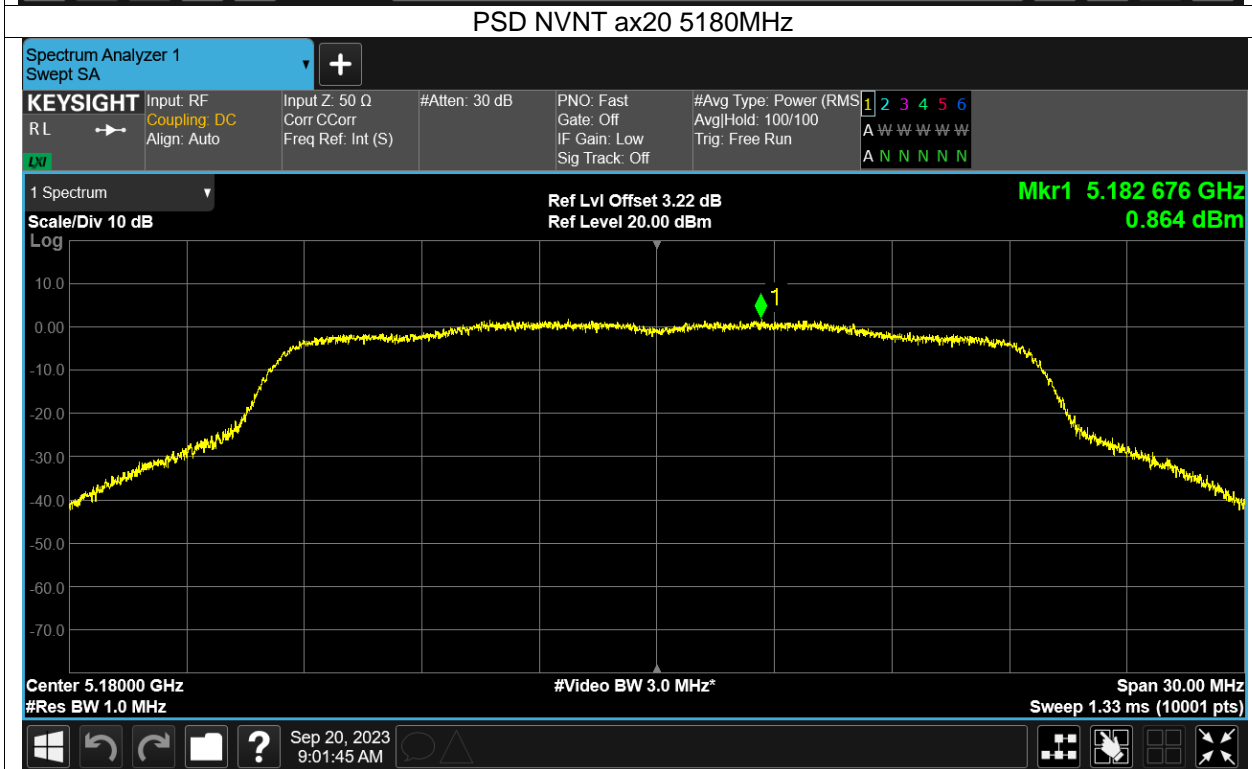 PSD NVNT ax20 5180MHz
Spectrum Analyzer 1
Swept SA
KEYSIGHT
RL
LXI
Input: RF
Coupling: DC
Align: Auto
Input Z: 50 Ω
Corr CCorr
Freq Ref: Int (S)
#Atten: 30 dB
PNO: Fast
Gate: Off
IF Gain: Low
Sig Track: Off
#Avg Type: Power (RMS
Avg|Hold: 100/100
Trig: Free Run
1 2 3 4 5 6
A W W W W W
A N N N N N
1 Spectrum
Scale/Div 10 dB
Log
Ref Lvl Offset 3.22 dB
Ref Level 20.00 dBm
Mkr1 5.182 676 GHz
0.864 dBm
10.0
0.00
-10.0
-20.0
-30.0
-40.0
-50.0
-60.0
-70.0
1
Center 5.18000 GHz
#Res BW 1.0 MHz
#Video BW 3.0 MHz*
Span 30.00 MHz
Sweep 1.33 ms (10001 pts)
?
Sep 20, 2023
9:01:45 AM